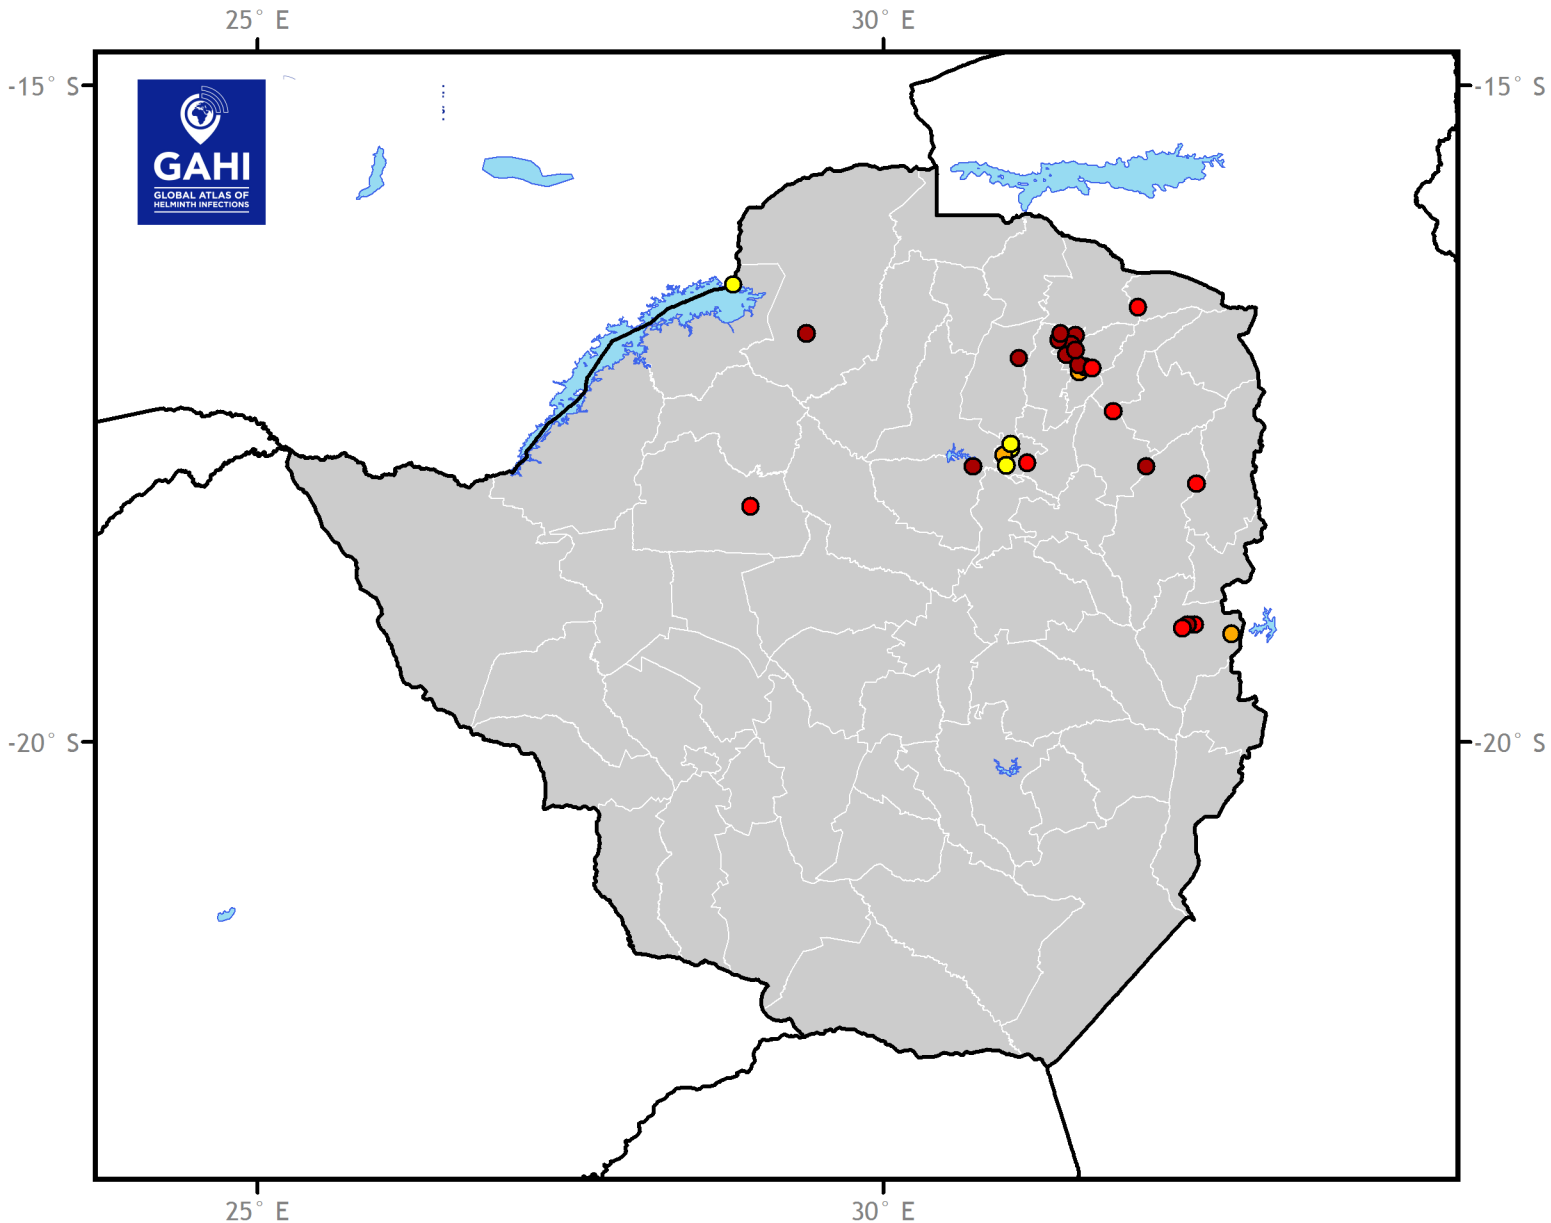 25° E 30° E
-15° S -15° S
GAHI
GLOBAL ATLAS OF
HELMINTH INFECTIONS
-20° S -20° S
25° E 30° E